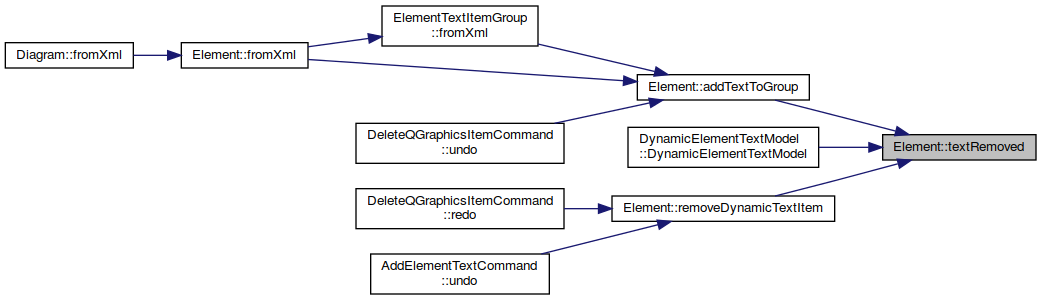 ElementTextItemGroup
::fromXml
Diagram::fromXml
Element::fromXml
Element::addTextToGroup
DeleteQGraphicsItemCommand
::undo
DynamicElementTextModel
::DynamicElementTextModel
Element::textRemoved
DeleteQGraphicsItemCommand
::redo
Element::removeDynamicTextItem
AddElementTextCommand
::undo